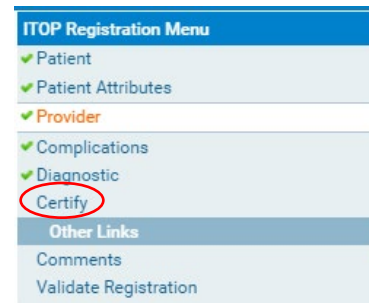 ITOP Registration Menu
Patient
Patient Attributes
Provider
Complications
Diagnostic
Certify
Other Links
Comments
Validate Registration